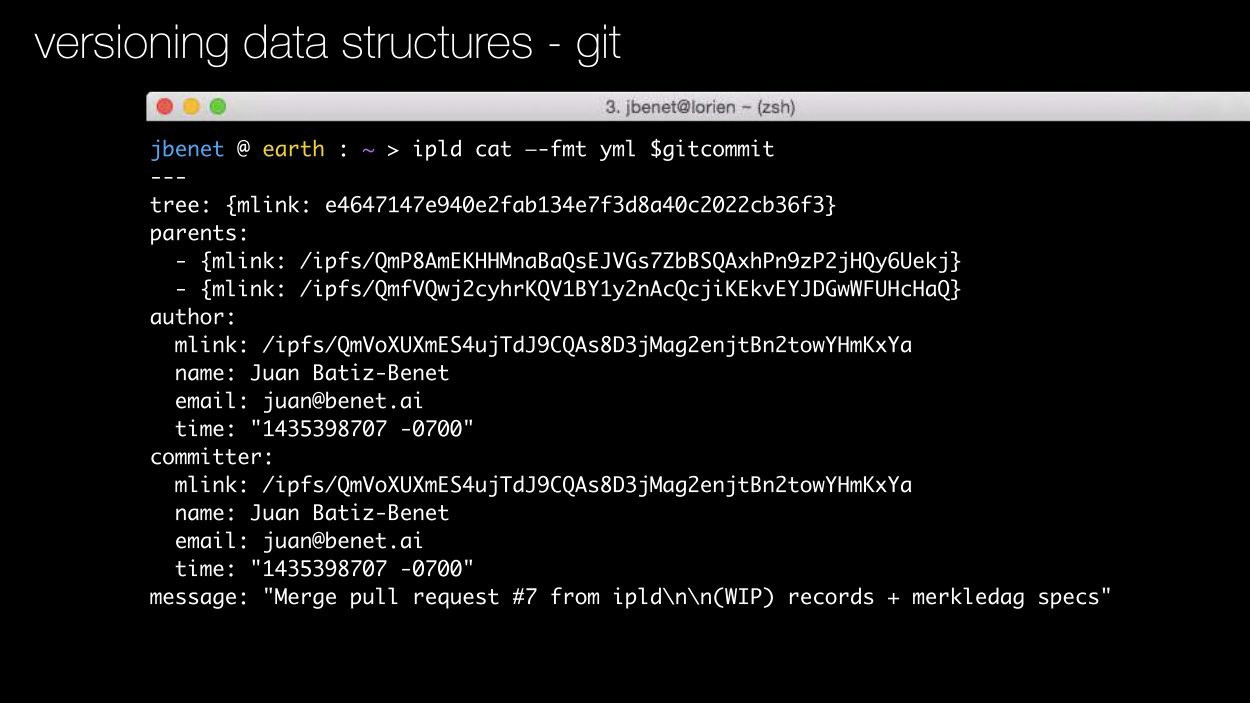 versioning data structures - git
3. jbenet@lorien ~ (zsh)
jbenet @ earth : ~ > ipld cat —-fmt yml $gitcommit
---
tree: {mlink: e4647147e940e2fab134e7f3d8a40c2022cb36f3}
parents:
  - {mlink: /ipfs/QmP8AmEKHHMnaBaQsEJVGs7ZbBSQAxhPn9zP2jHQy6Uekj}
  - {mlink: /ipfs/QmfVQwj2cyhrKQV1BY1y2nAcQcjiKEkvEYJDGwWFUHcHaQ}
author:
  mlink: /ipfs/QmVoXUXmES4ujTdJ9CQAs8D3jMag2enjtBn2towYHmKxYa
  name: Juan Batiz-Benet
  email: juan@benet.ai
  time: "1435398707 -0700"
committer:
  mlink: /ipfs/QmVoXUXmES4ujTdJ9CQAs8D3jMag2enjtBn2towYHmKxYa
  name: Juan Batiz-Benet
  email: juan@benet.ai
  time: "1435398707 -0700"
message: "Merge pull request #7 from ipld\n\n(WIP) records + merkledag specs"